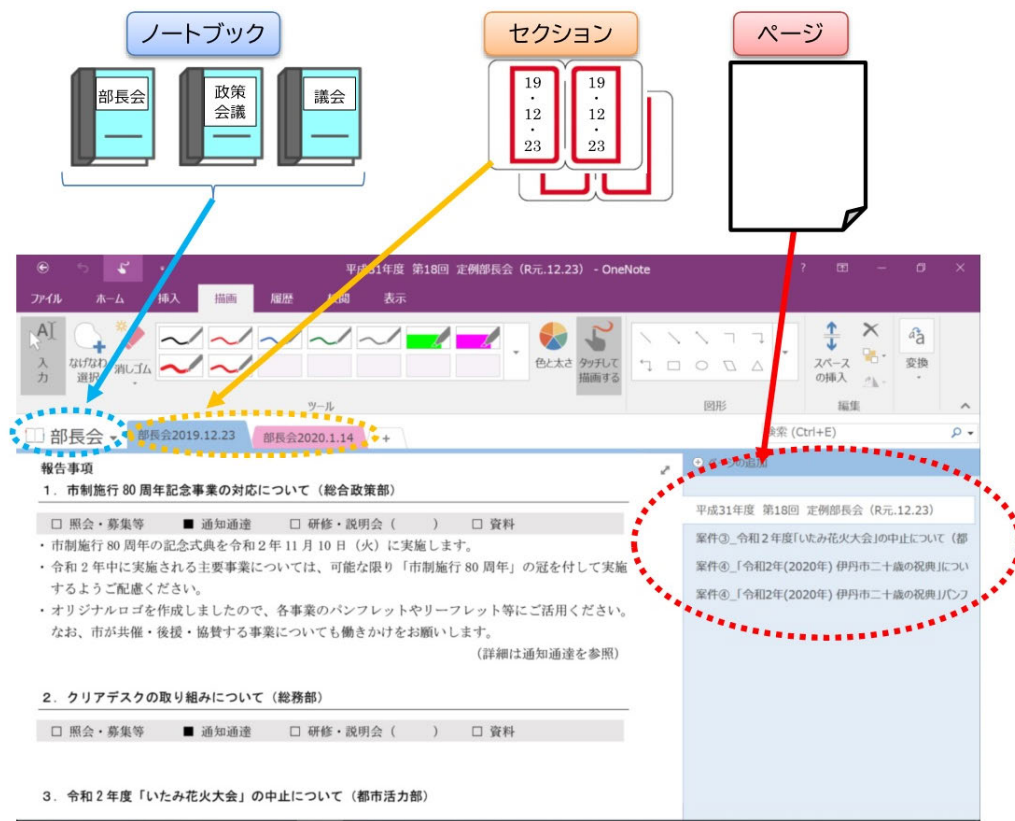 ノートブック
セクション
ページ
部長会
政策
会議
議会
19
・
12
・
23
19
・
12
・
23
平成31年度 第18回 定例部長会（R元.12.23） - OneNote
ファイル
ホーム
挿入
描画
履歴
表示
入
力
なげなわ
選択
消しゴム
色と太さ
タッチして
描画する
スペース
の挿入
変換
ツール
図形
編集
部長会
部長会2019.12.23
部長会2020.1.14
+
検索 (Ctrl+E)
ページの追加
報告事項
1．市制施行 80 周年記念事業の対応について（総合政策部）
□ 照会・募集等 ■ 通知通達 □ 研修・説明会（ ） □ 資料
・市制施行 80 周年の記念式典を令和 2 年 11 月 10 日（火）に実施します。
・令和 2 年中に実施される主要事業については、可能な限り「市制施行 80 周年」の冠を付して実施
するようご配慮ください。
・オリジナルロゴを作成しましたので、各事業のパンフレットやリーフレット等にご活用ください。
なお、市が共催・後援・協賛する事業についても働きかけをお願いします。
（詳細は通知通達を参照）
2．クリアデスクの取り組みについて（総務部）
□ 照会・募集等 ■ 通知通達 □ 研修・説明会（ ） □ 資料
3．令和 2 年度「いたみ花火大会」の中止について（都市活力部）
平成31年度 第18回 定例部長会（R元.12.23）
案件③_令和２年度「いたみ花火大会」の中止について（都
案件④_「令和2年(2020年) 伊丹市二十歳の祝典」につい
案件④_「令和2年(2020年) 伊丹市二十歳の祝典」パンフ